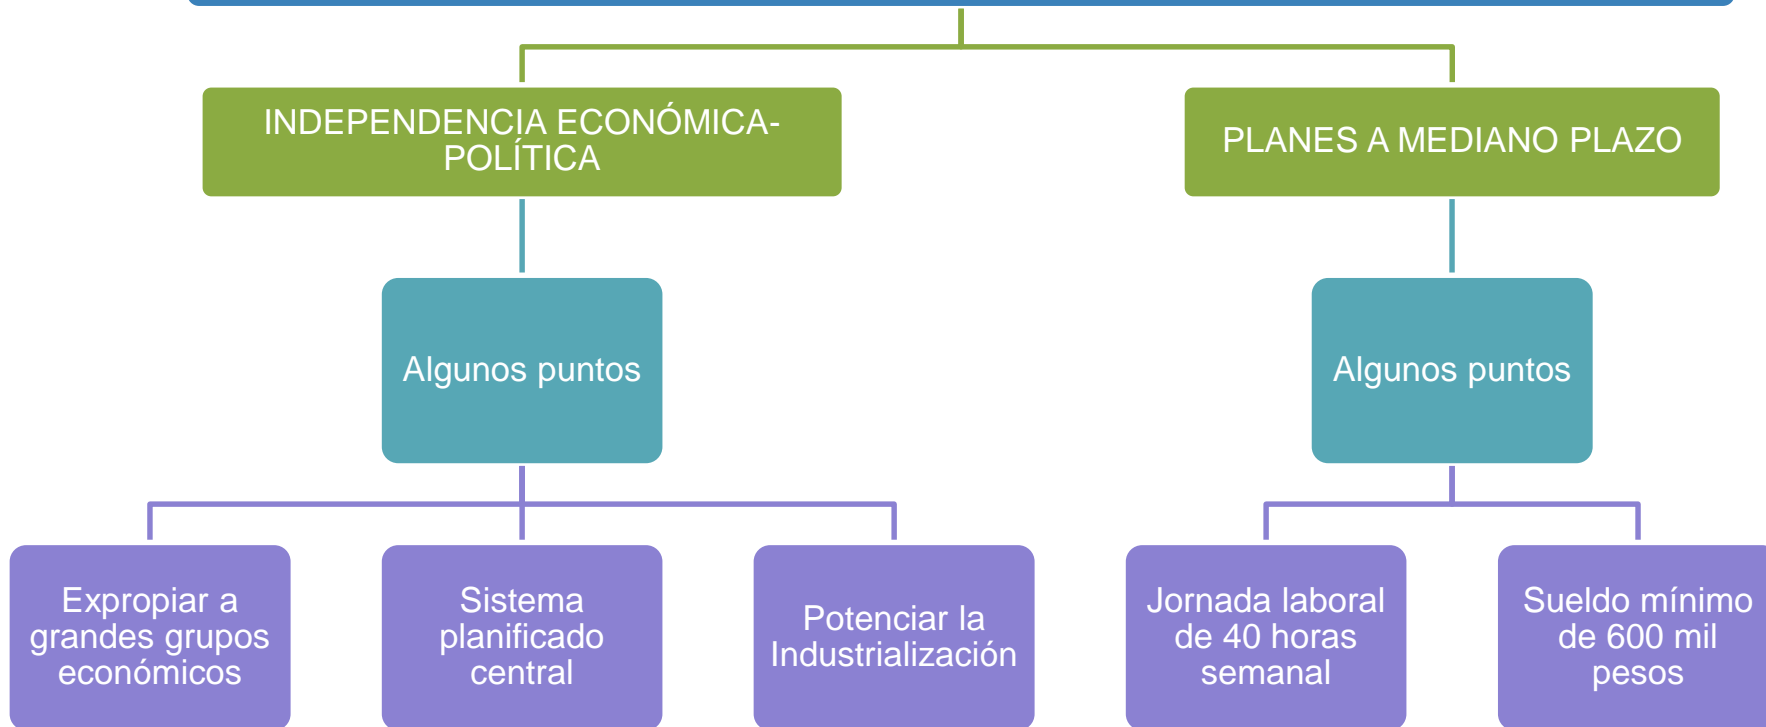 INDEPENDENCIA ECONÓMICA-
POLÍTICA
PLANES A MEDIANO PLAZO
Algunos puntos
Algunos puntos
Expropiar a
grandes grupos
económicos
Sistema
planificado
central
Potenciar la
Industrialización
Jornada laboral
de 40 horas
semanal
Sueldo mínimo
de 600 mil
pesos